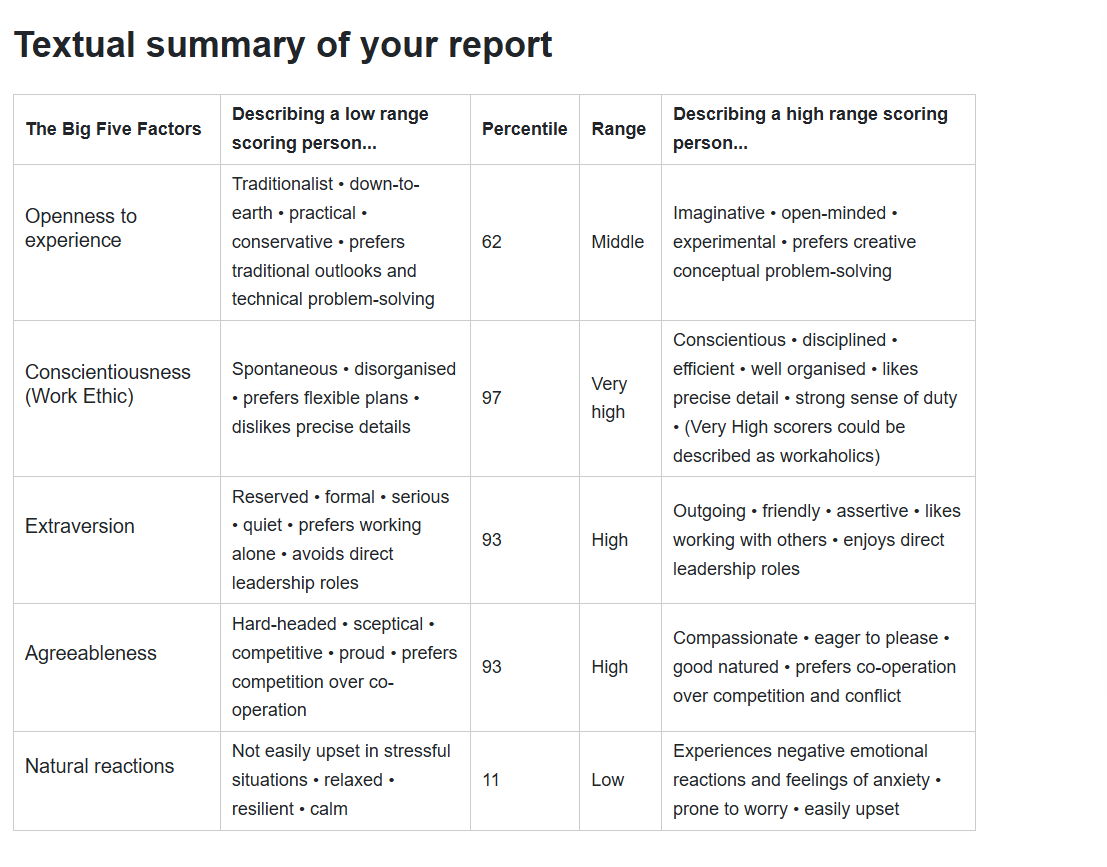 Textual summary of your report
The Big Five Factors
Describing a low range
scoring person...
Percentile
Range
Describing a high range scoring
person...
Openness to
experience
Traditionalist • down-to-
earth • practical •
conservative • prefers
traditional outlooks and
technical problem-solving
62
Middle
Imaginative • open-minded •
experimental • prefers creative
conceptual problem-solving
Conscientiousness
(Work Ethic)
Spontaneous • disorganised
• prefers flexible plans •
dislikes precise details
97
Very
high
Conscientious • disciplined •
efficient • well organised • likes
precise detail • strong sense of duty
• (Very High scorers could be
described as workaholics)
Extraversion
Reserved • formal • serious
• quiet • prefers working
alone • avoids direct
leadership roles
93
High
Outgoing • friendly • assertive • likes
working with others • enjoys direct
leadership roles
Agreeableness
Hard-headed • sceptical •
competitive • proud • prefers
competition over co-
operation
93
High
Compassionate • eager to please •
good natured • prefers co-operation
over competition and conflict
Natural reactions
Not easily upset in stressful
situations • relaxed •
resilient • calm
11
Low
Experiences negative emotional
reactions and feelings of anxiety •
prone to worry • easily upset